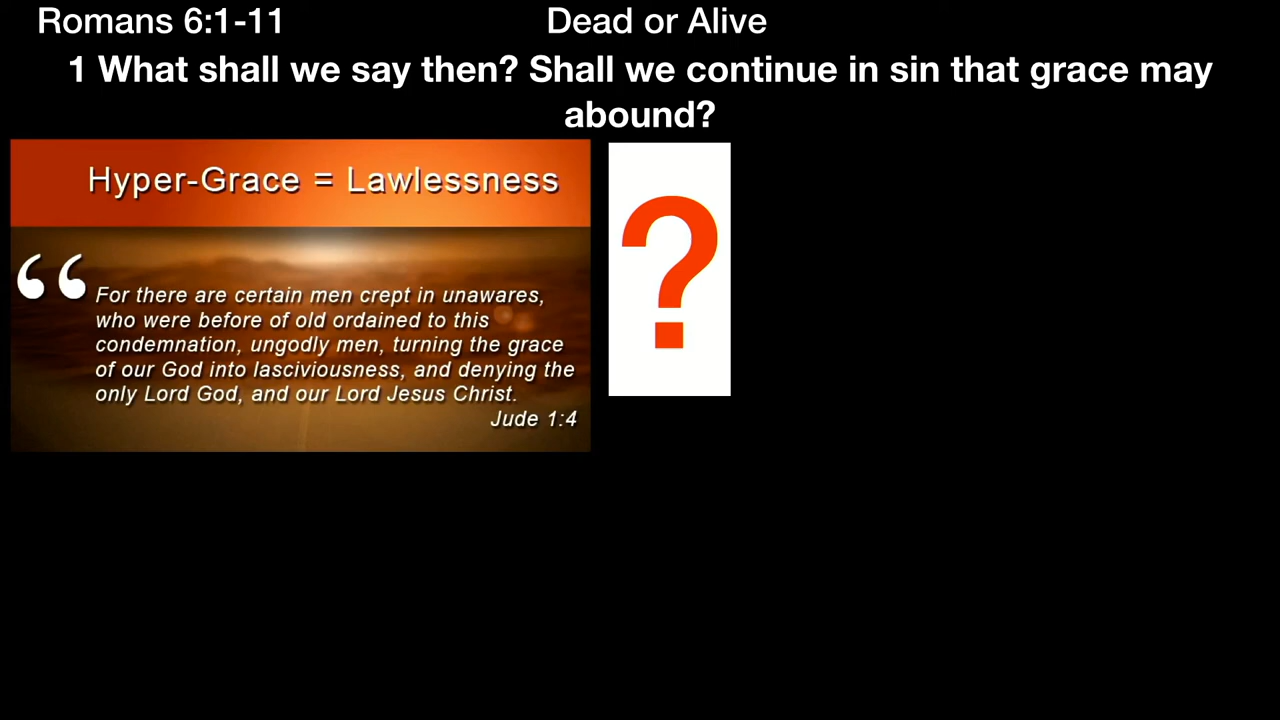 Romans 6:1-11
Dead or Alive
1 What shall we say then? Shall we continue in sin that grace may
abound?
Hyper-Grace = Lawlessness
“
For there are certain men crept in unawares,
who were before of old ordained to this
condemnation, ungodly men, turning the grace
of our God into lasciviousness, and denying the
only Lord God, and our Lord Jesus Christ.
Jude 1:4
?